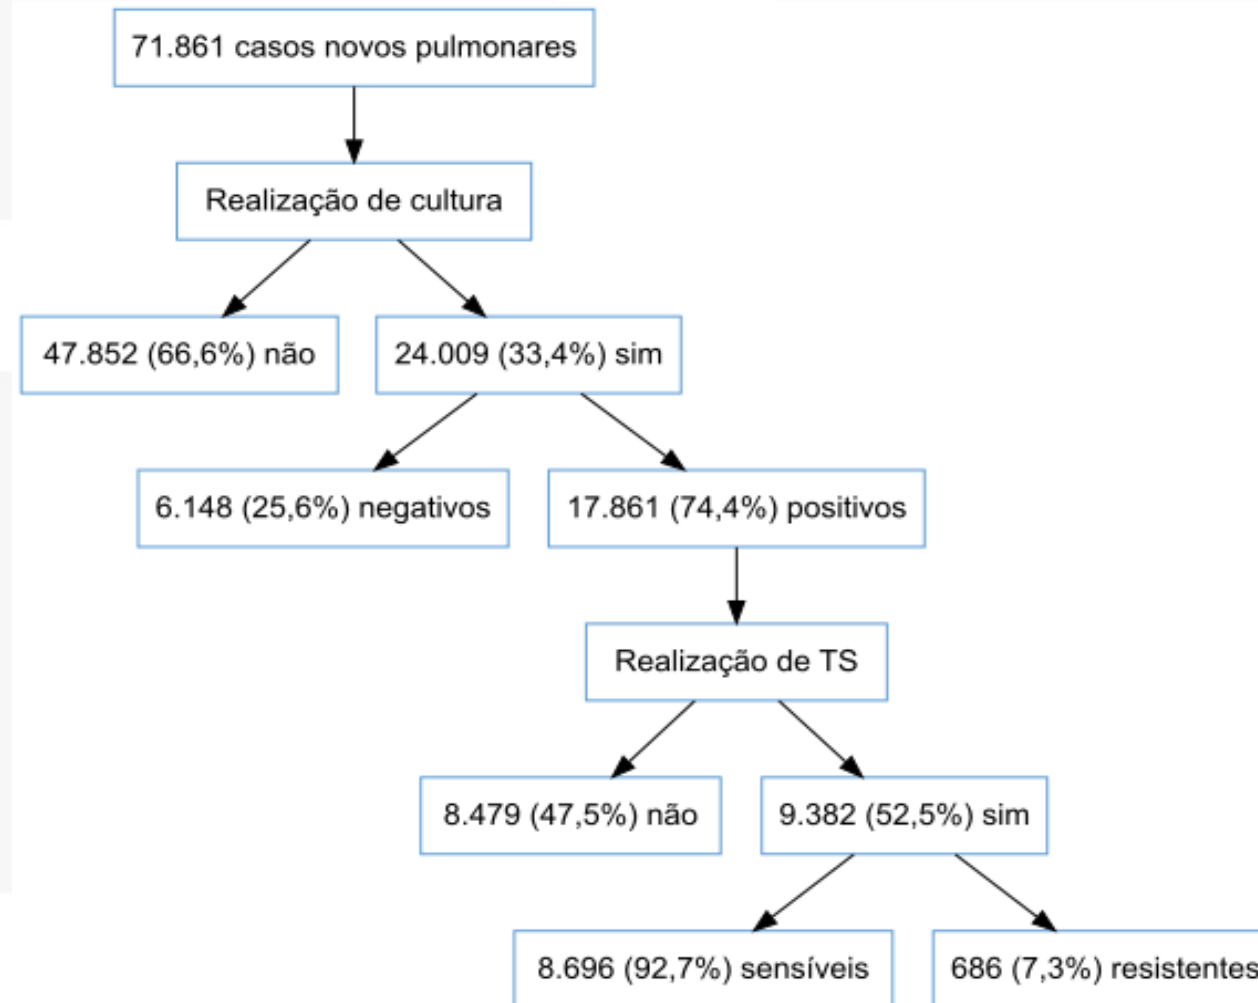 71.861 casos novos pulmonares
Realização de cultura
47.852 (66,6%) não
24.009 (33,4%) sim
6.148 (25,6%) negativos
17.861 (74,4%) positivos
Realização de TS
8.479 (47,5%) não
9.382 (52,5%) sim
8.696 (92,7%) sensíveis
686 (7,3%) resistentes